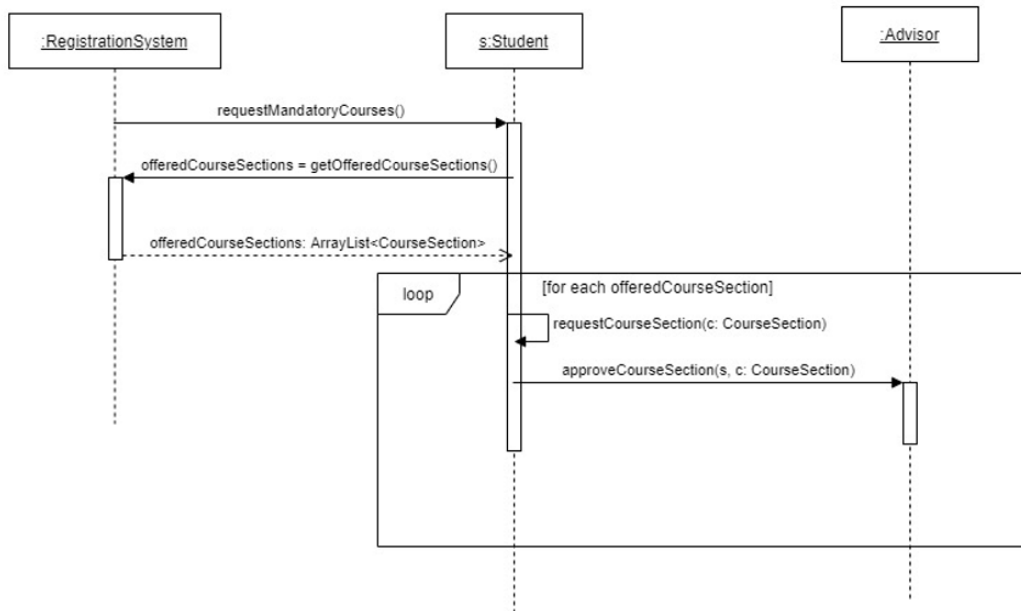 :RegistrationSystem
s:Student
:Advisor
requestMandatoryCourses()
offeredCourseSections = getOfferedCourseSections()
offeredCourseSections: ArrayList<CourseSection>
loop
[for each offeredCourseSection]
requestCourseSection(c: CourseSection)
approveCourseSection(s, c: CourseSection)